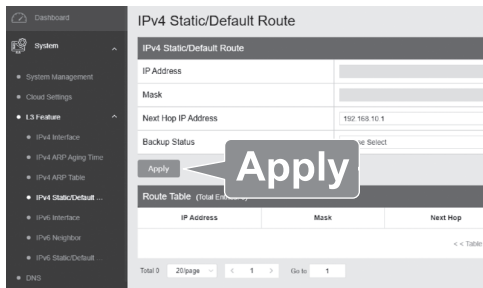 Dashboard
System
System Management
Cloud Settings
L3 Feature
IPv4 Interface
IPv4 ARP Aging Time
IPv4 ARP Table
IPv4 Static/Default ...
IPv6 Interface
IPv6 Neighbor
IPv6 Static/Default ...
DNS
IPv4 Static/Default Route
IPv4 Static/Default Route
IP Address
Mask
Next Hop IP Address
192.168.10.1
Backup Status
Select
Apply
Apply
Route Table (Total
IP Address Mask Next Hop
< < Table
Total 0 20/page < 1 > Go to 1